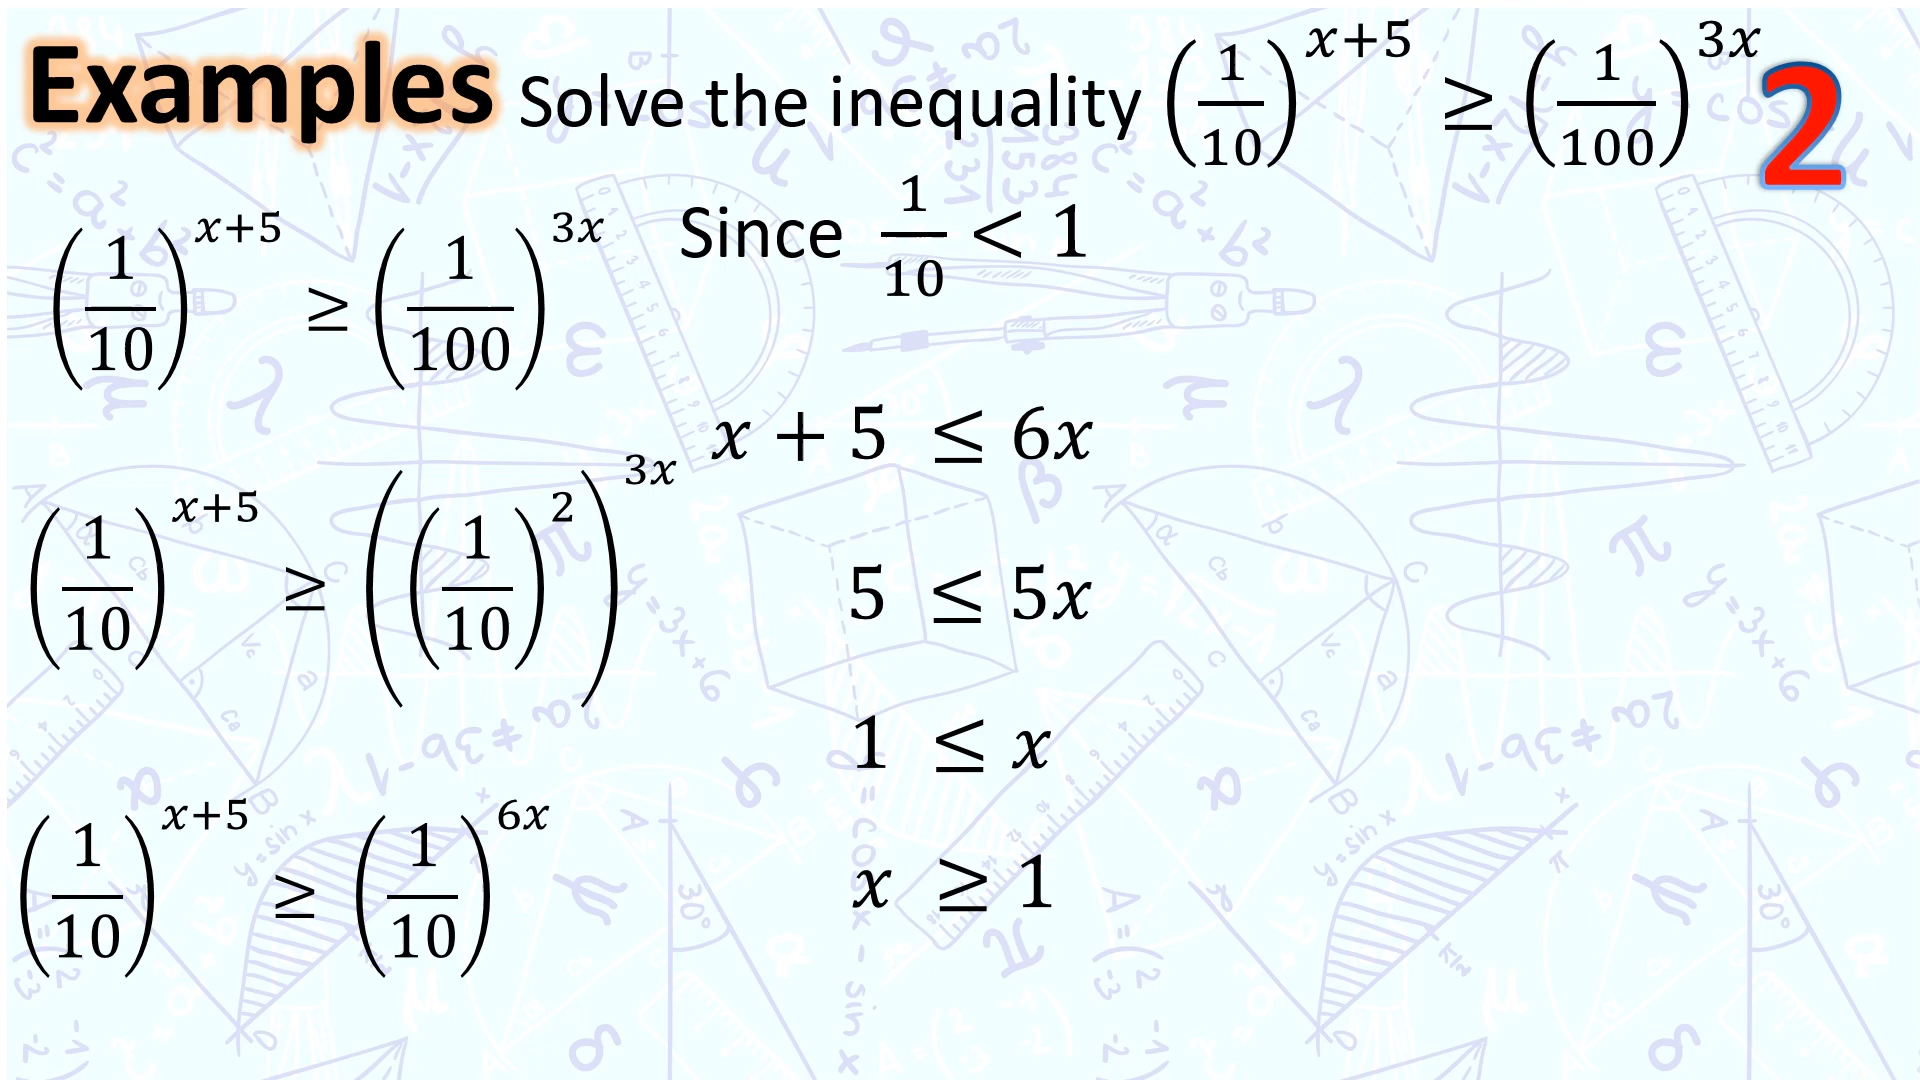 Examples Solve the inequality (1/10)^(x+5) ≥ (1/100)^(3x) 2
(1/10)^(x+5) ≥ (1/100)^(3x)
(1/10)^(x+5) ≥ ((1/10)^2)^(3x)
(1/10)^(x+5) ≥ (1/10)^(6x)
Since 1/10 < 1
x + 5 ≤ 6x
5 ≤ 5x
1 ≤ x
x ≥ 1